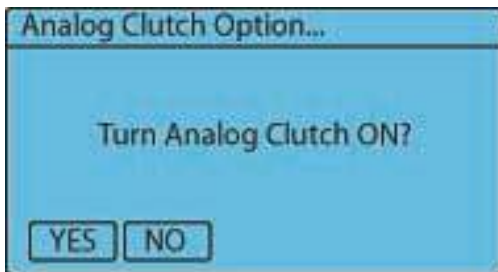 Analog Clutch Option...
Turn Analog Clutch ON?
YES NO